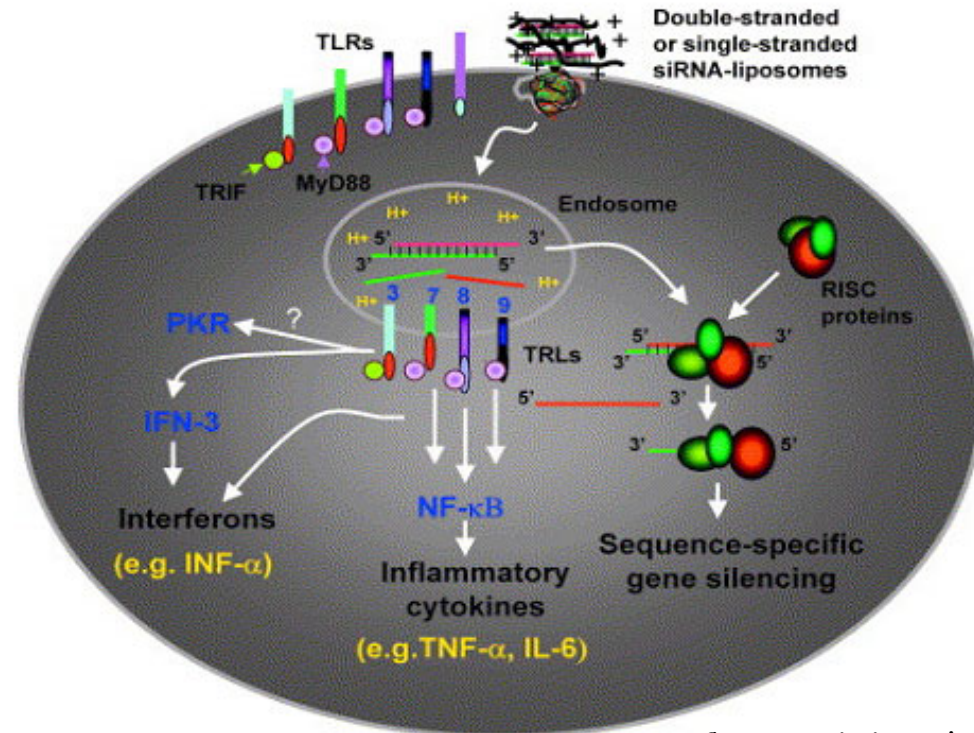 Double-stranded
or single-stranded
siRNA-liposomes
TLRs
TRIF
MyD88
Endosome
H+
H+
H+
H+
H+
H+
5'
3'
3'
5'
3 7 8 9
RISC
proteins
PKR
?
TRLs
5'
3'
3'
5'
5'
3'
IFN-3
3'
5'
NF-κB
Interferons
(e.g. INF-α)
Inflammatory
cytokines
(e.g.TNF-α, IL-6)
Sequence-specific
gene silencing